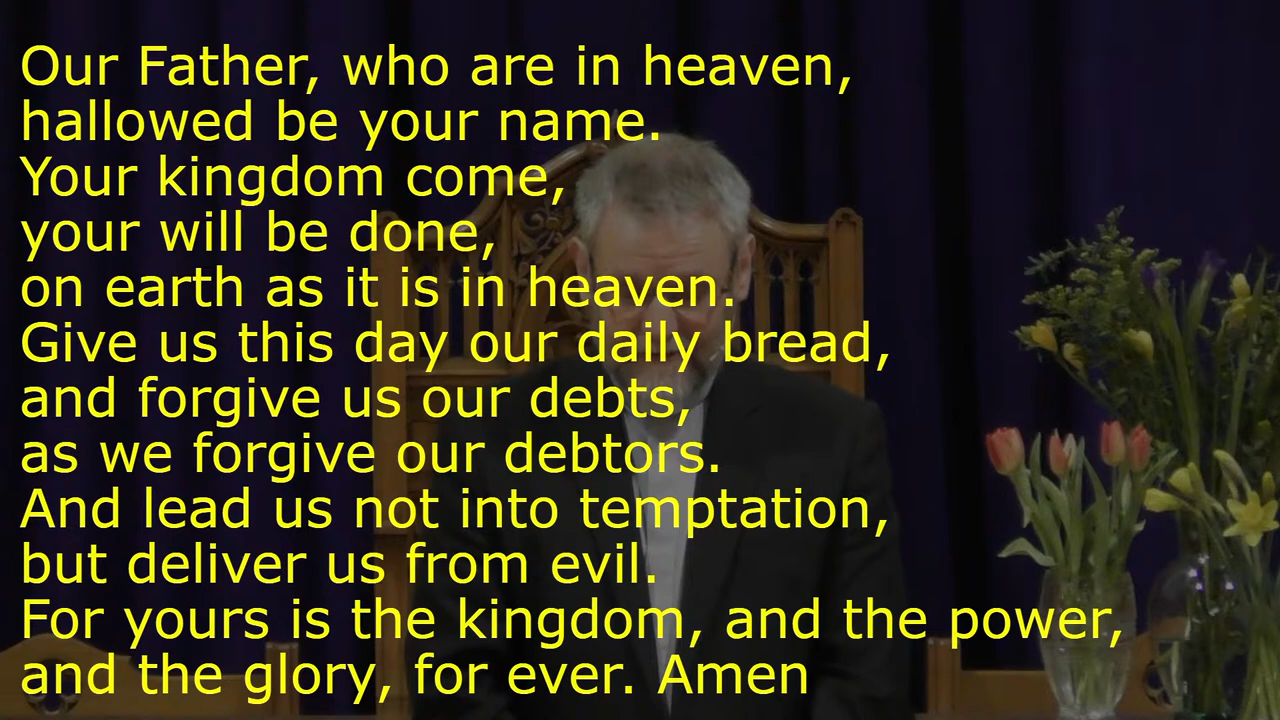 Our Father, who are in heaven,
hallowed be your name.
Your kingdom come,
your will be done,
on earth as it is in heaven.
Give us this day our daily bread,
and forgive us our debts,
as we forgive our debtors.
And lead us not into temptation,
but deliver us from evil.
For yours is the kingdom, and the power,
and the glory, for ever. Amen